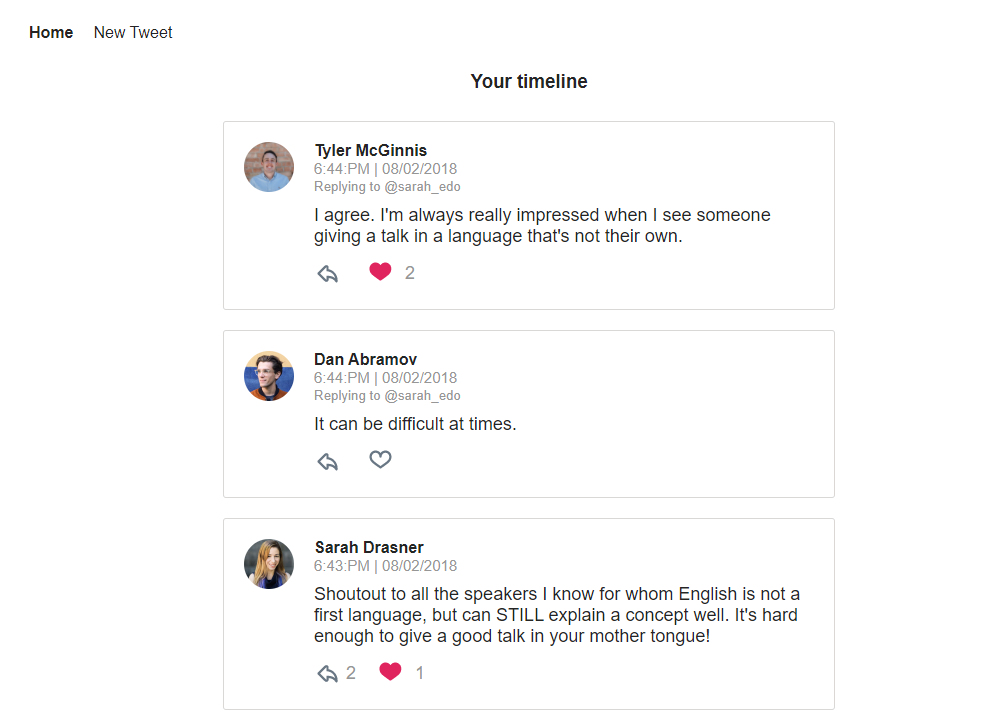 Home New Tweet
Your timeline
Tyler McGinnis
6:44:PM | 08/02/2018
Replying to @sarah_edo
I agree. I'm always really impressed when I see someone
giving a talk in a language that's not their own.
2
Dan Abramov
6:44:PM | 08/02/2018
Replying to @sarah_edo
It can be difficult at times.
Sarah Drasner
6:43:PM | 08/02/2018
Shoutout to all the speakers I know for whom English is not a
first language, but can STILL explain a concept well. It's hard
enough to give a good talk in your mother tongue!
2 1